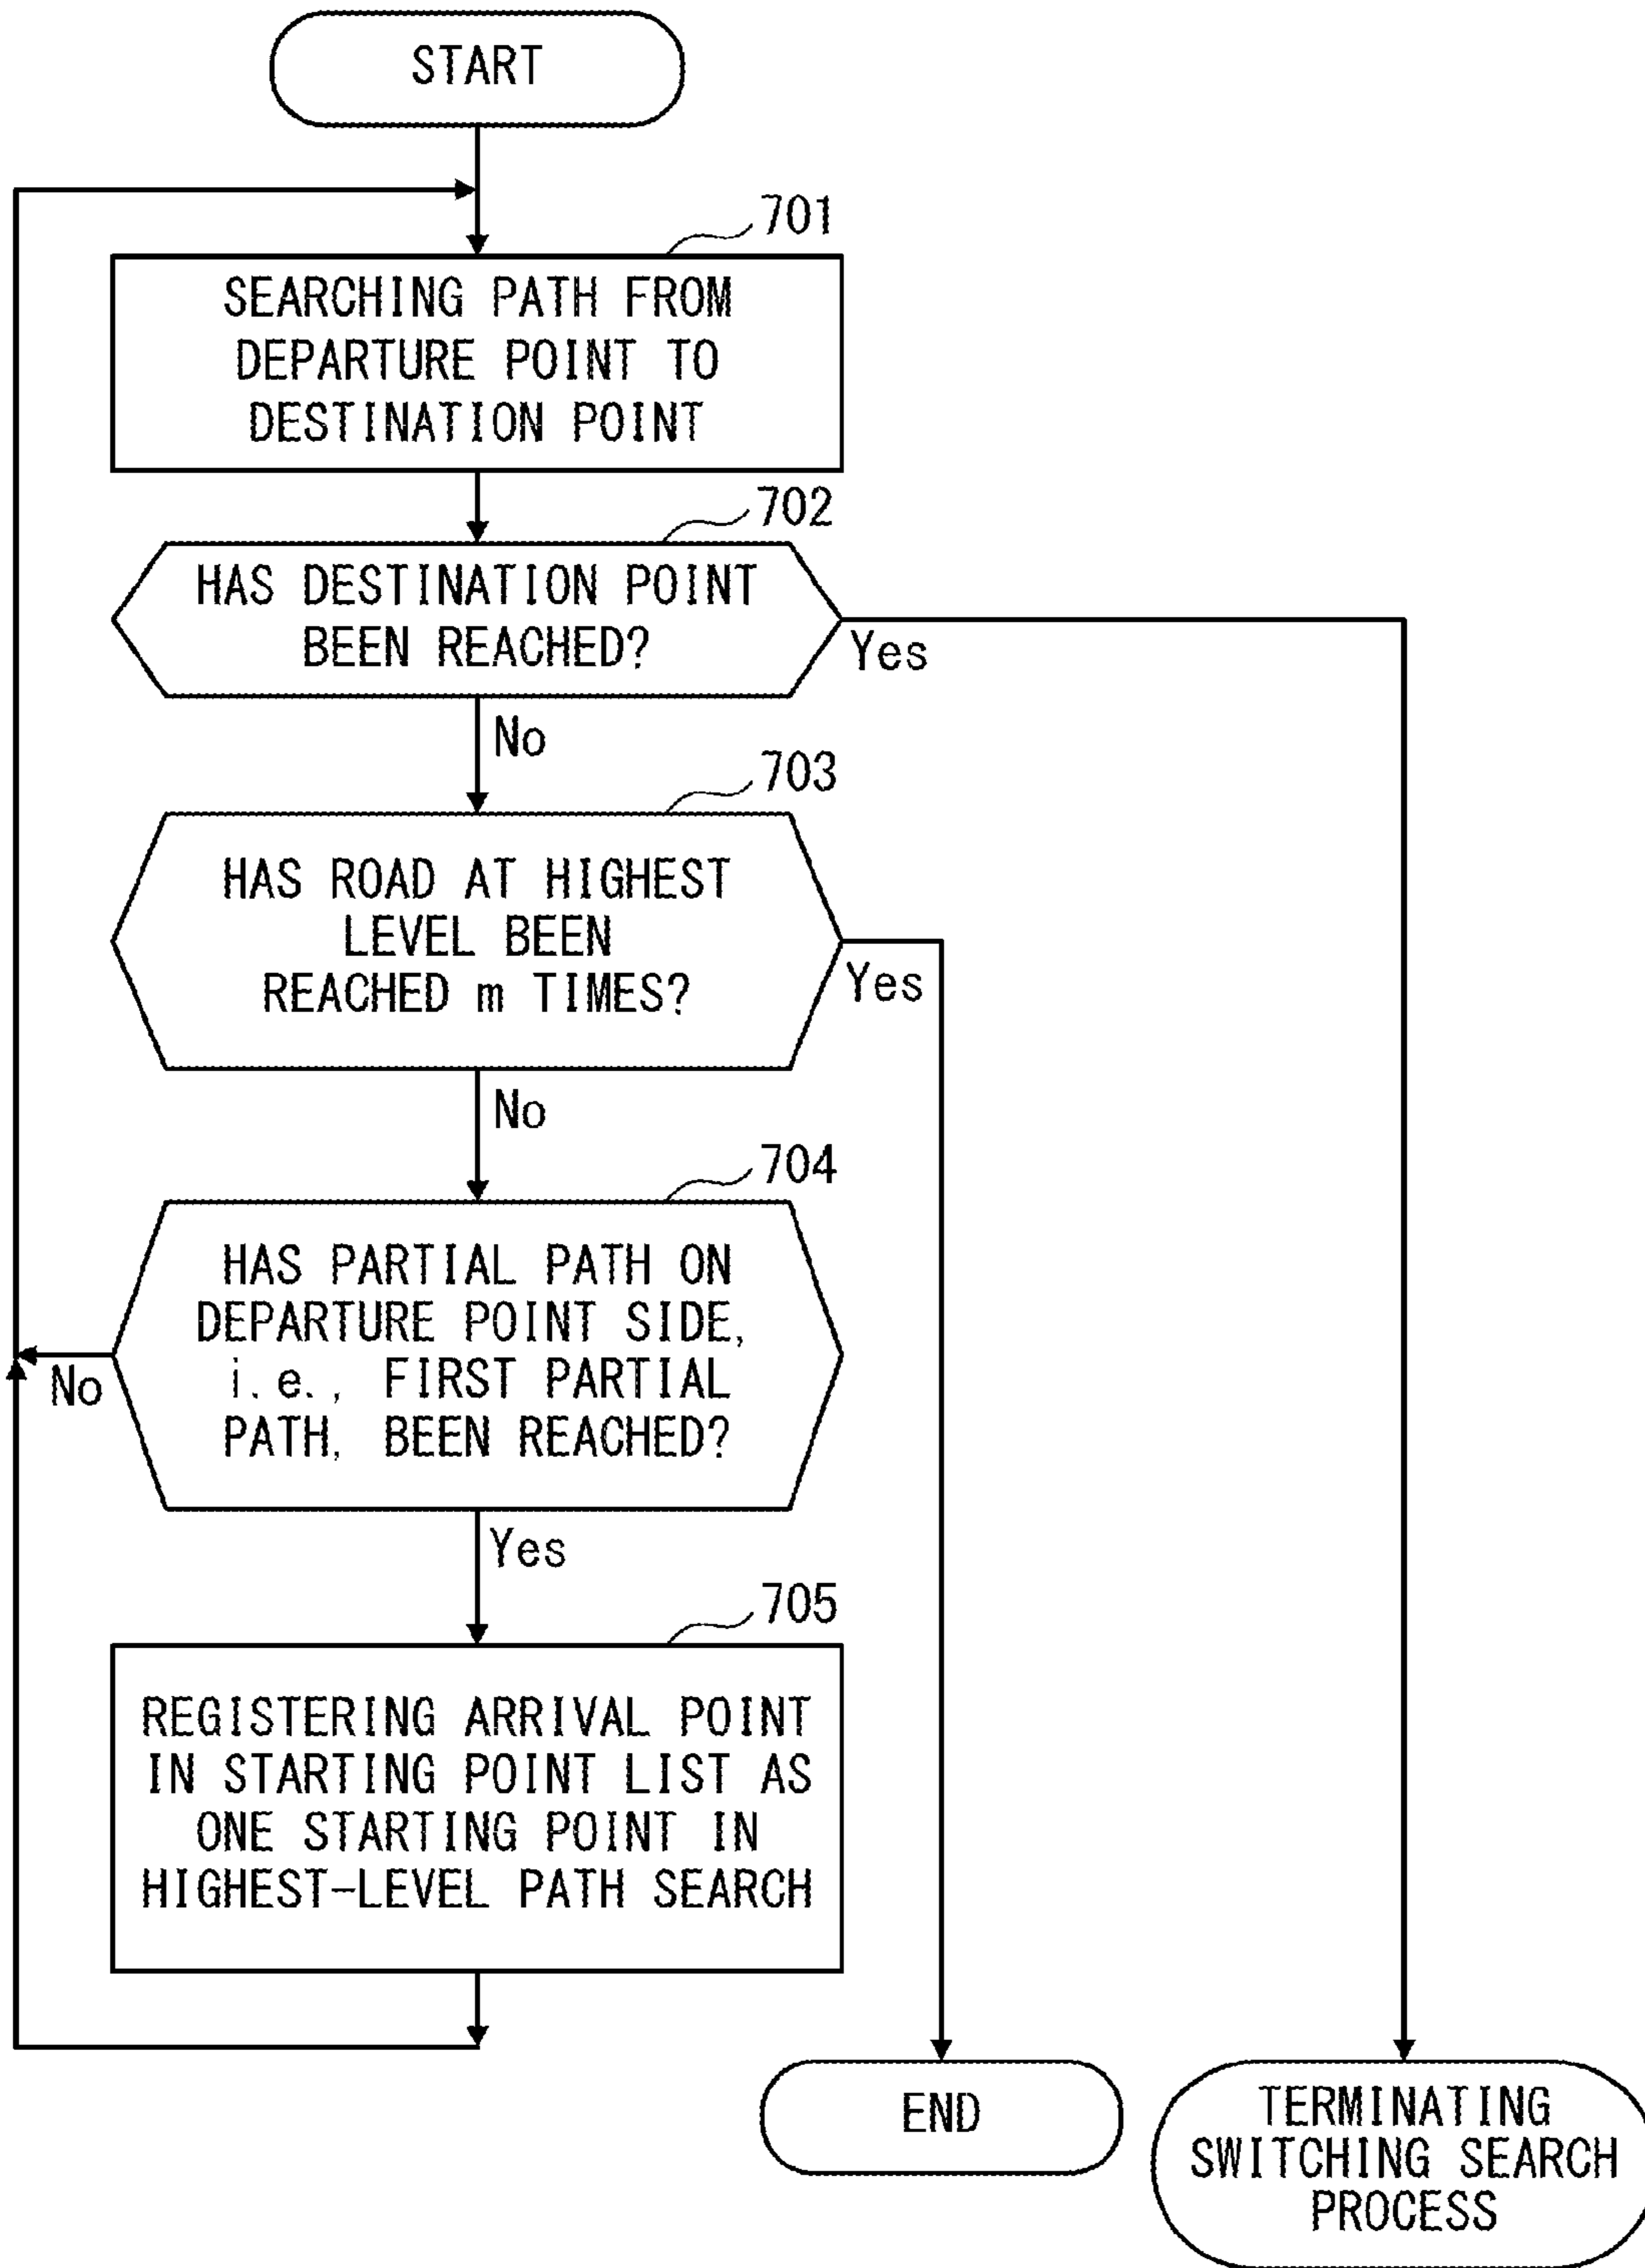 START
701
SEARCHING PATH FROM
DEPARTURE POINT TO
DESTINATION POINT
702
HAS DESTINATION POINT
BEEN REACHED?
Yes
No
703
HAS ROAD AT HIGHEST
LEVEL BEEN
REACHED m TIMES?
Yes
No
704
HAS PARTIAL PATH ON
DEPARTURE POINT SIDE,
i.e., FIRST PARTIAL
PATH, BEEN REACHED?
No
Yes
705
REGISTERING ARRIVAL POINT
IN STARTING POINT LIST AS
ONE STARTING POINT IN
HIGHEST-LEVEL PATH SEARCH
END
TERMINATING
SWITCHING SEARCH
PROCESS